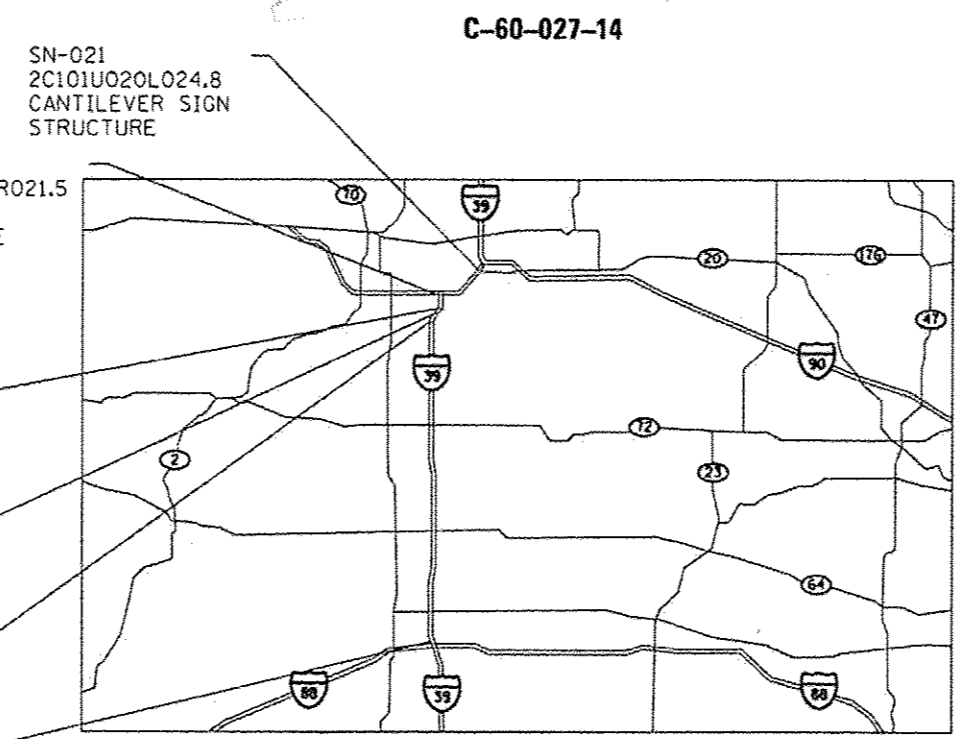 C–60–027–14
SN-021
2C101U020L024.8
CANTILEVER SIGN
STRUCTURE
R021.5
E
70
39
20
176
47
39
90
72
2
23
64
88
39
88